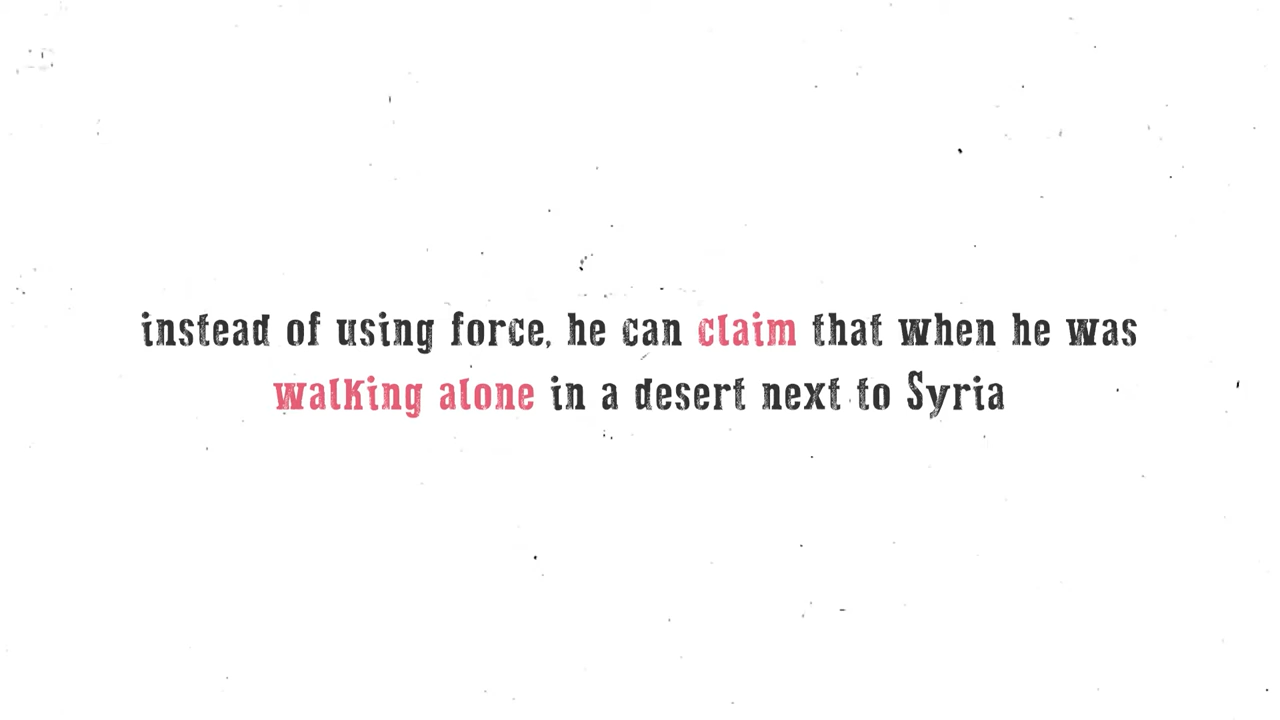 instead of using force, he can claim that when he was
walking alone in a desert next to Syria